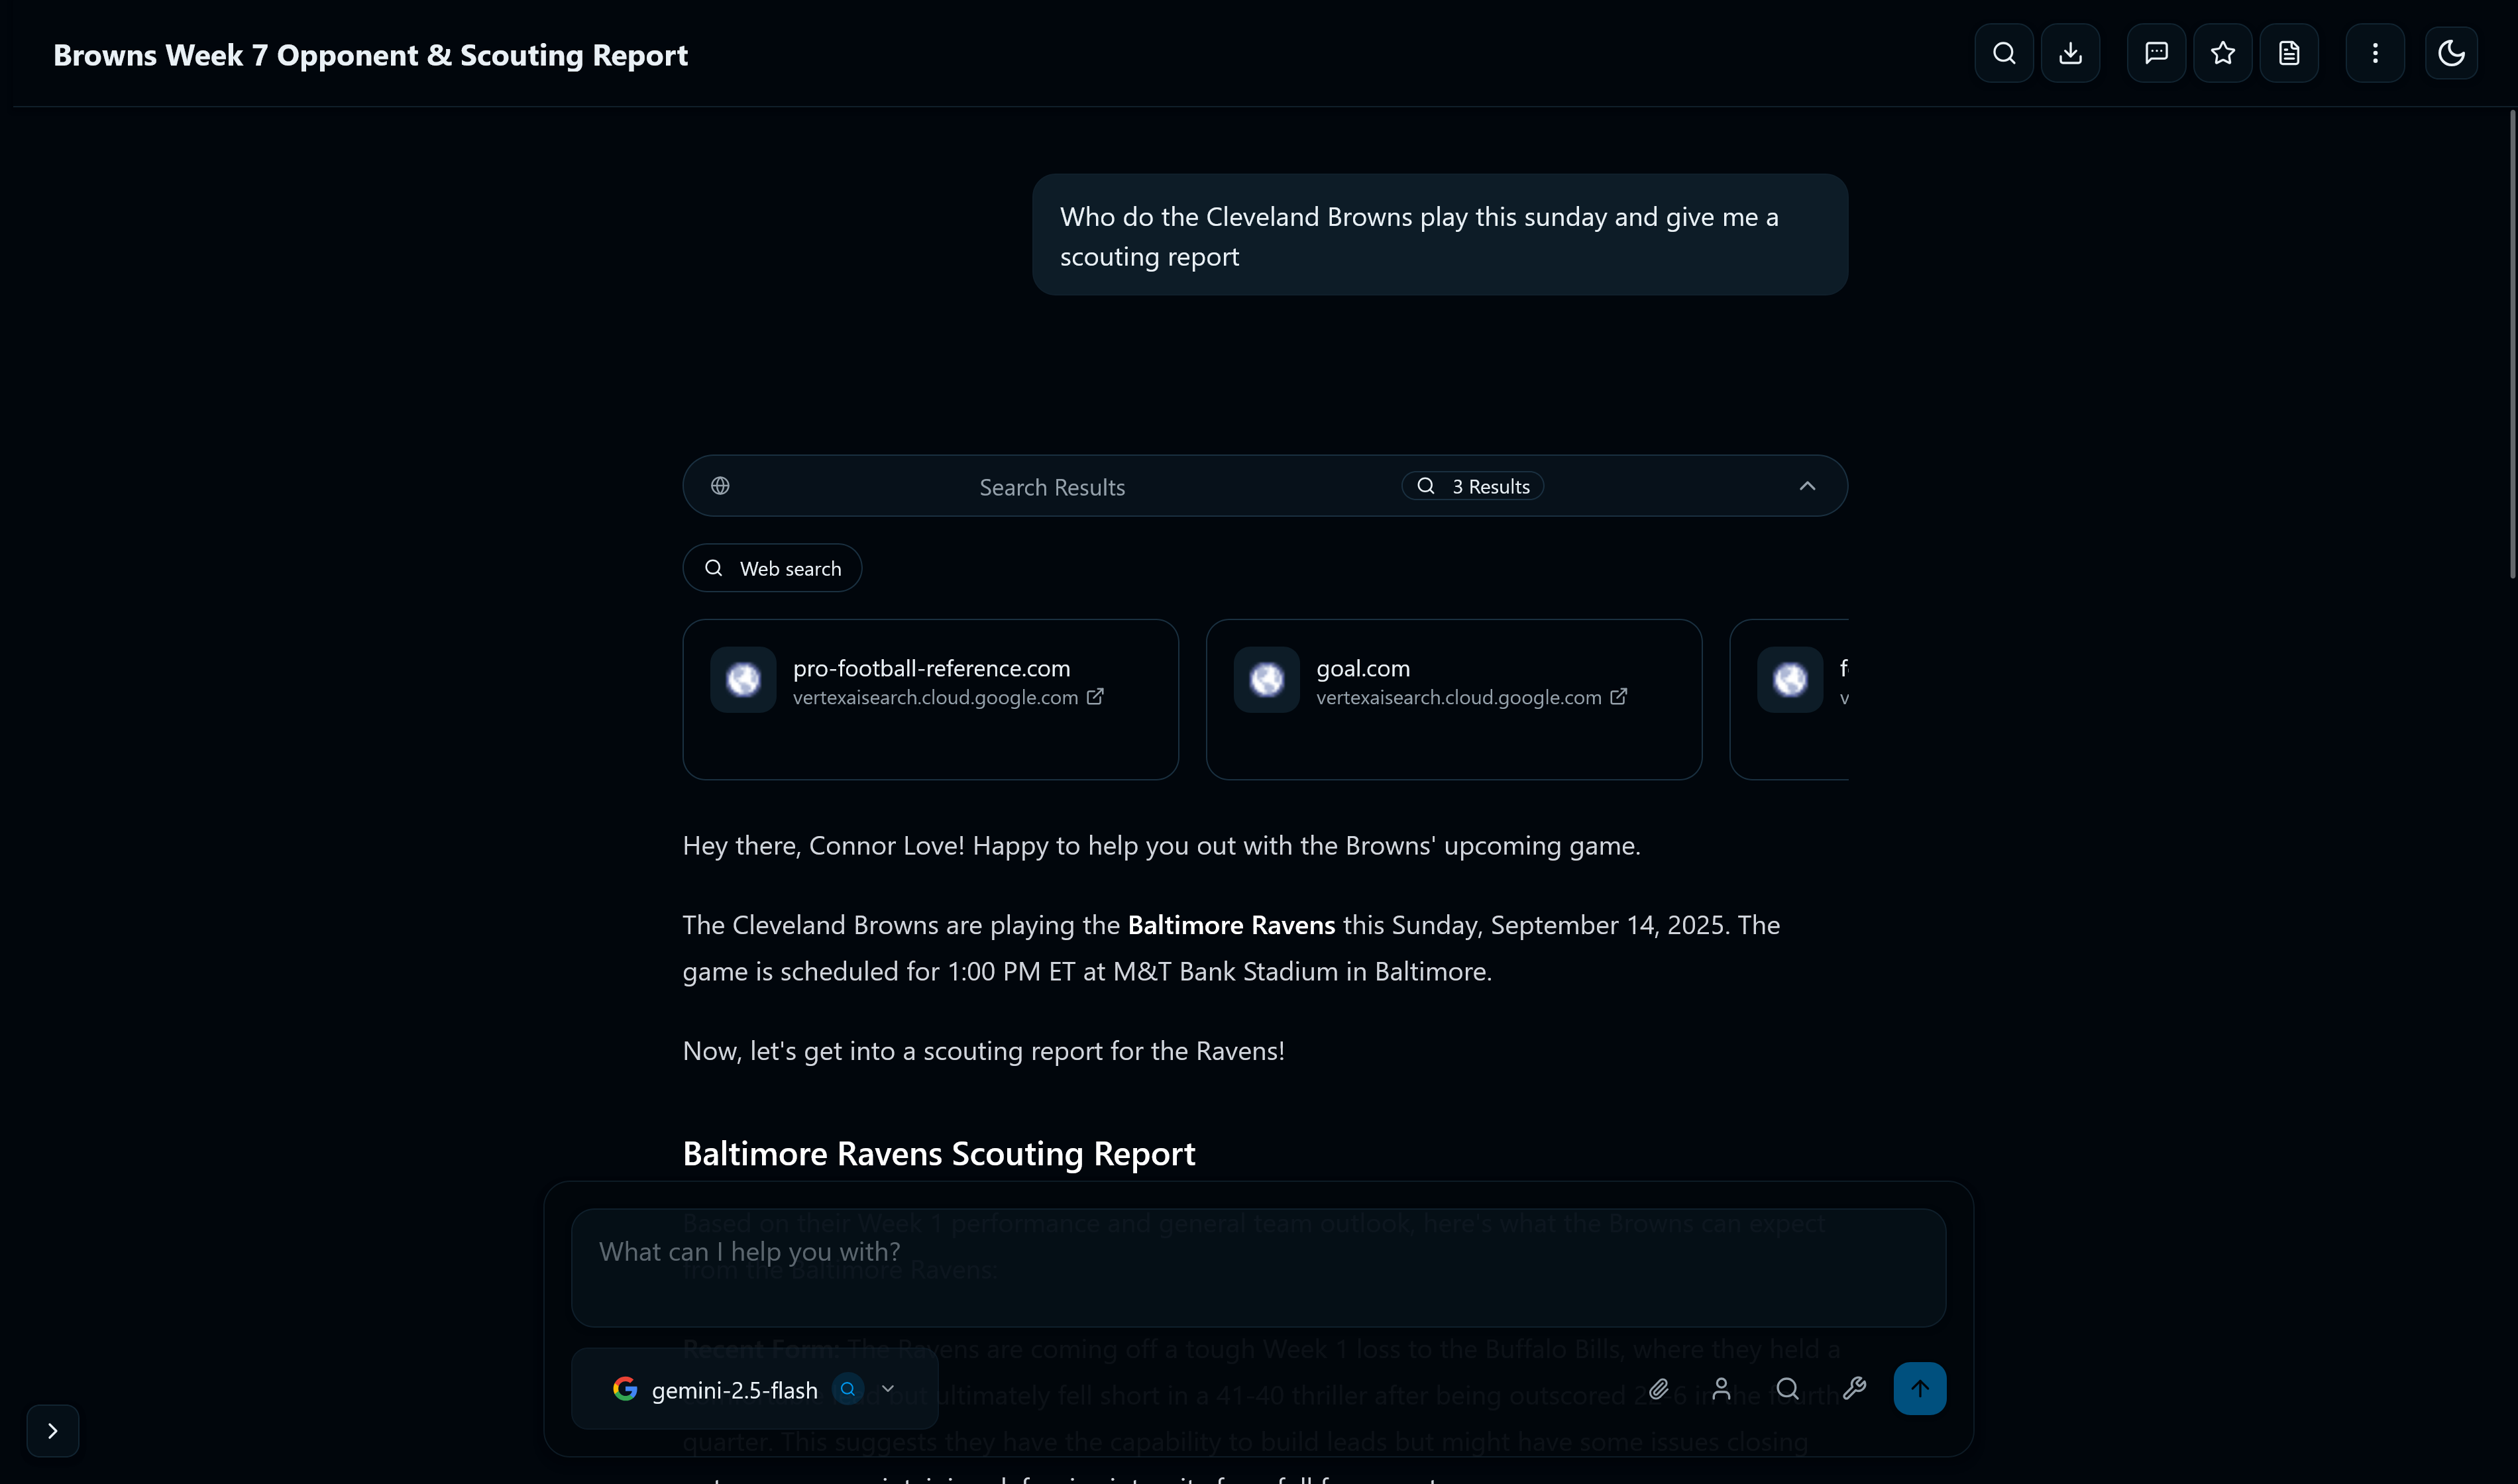 Browns Week 7 Opponent & Scouting Report
Who do the Cleveland Browns play this sunday and give me a
scouting report
Search Results
3 Results
Web search
pro-football-reference.com
vertexaisearch.cloud.google.com
goal.com
vertexaisearch.cloud.google.com
Hey there, Connor Love! Happy to help you out with the Browns' upcoming game.
The Cleveland Browns are playing the Baltimore Ravens this Sunday, September 14, 2025. The
game is scheduled for 1:00 PM ET at M&T Bank Stadium in Baltimore.
Now, let's get into a scouting report for the Ravens!
Baltimore Ravens Scouting Report
Based on their Week 1 performance and general team outlook, here's what the Browns can expect
What can I help you with?
from the Baltimore Ravens:
Recent Form: The Ravens are coming off a tough Week 1 loss to the Buffalo Bills, where they held a
gemini-2.5-flash
but ultimately fell short in a 41-40 thriller after being outscored in the fourth
quarter. This suggests they have the capability to build leads but might have some issues closing